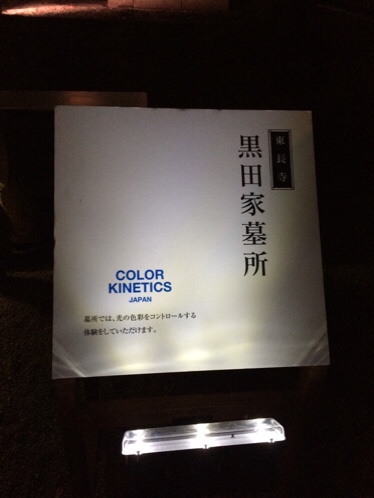 東長寺
黒田家墓所
COLOR
KINETICS
JAPAN
墓所では、光の色彩をコントロールする
体験をしていただけます。